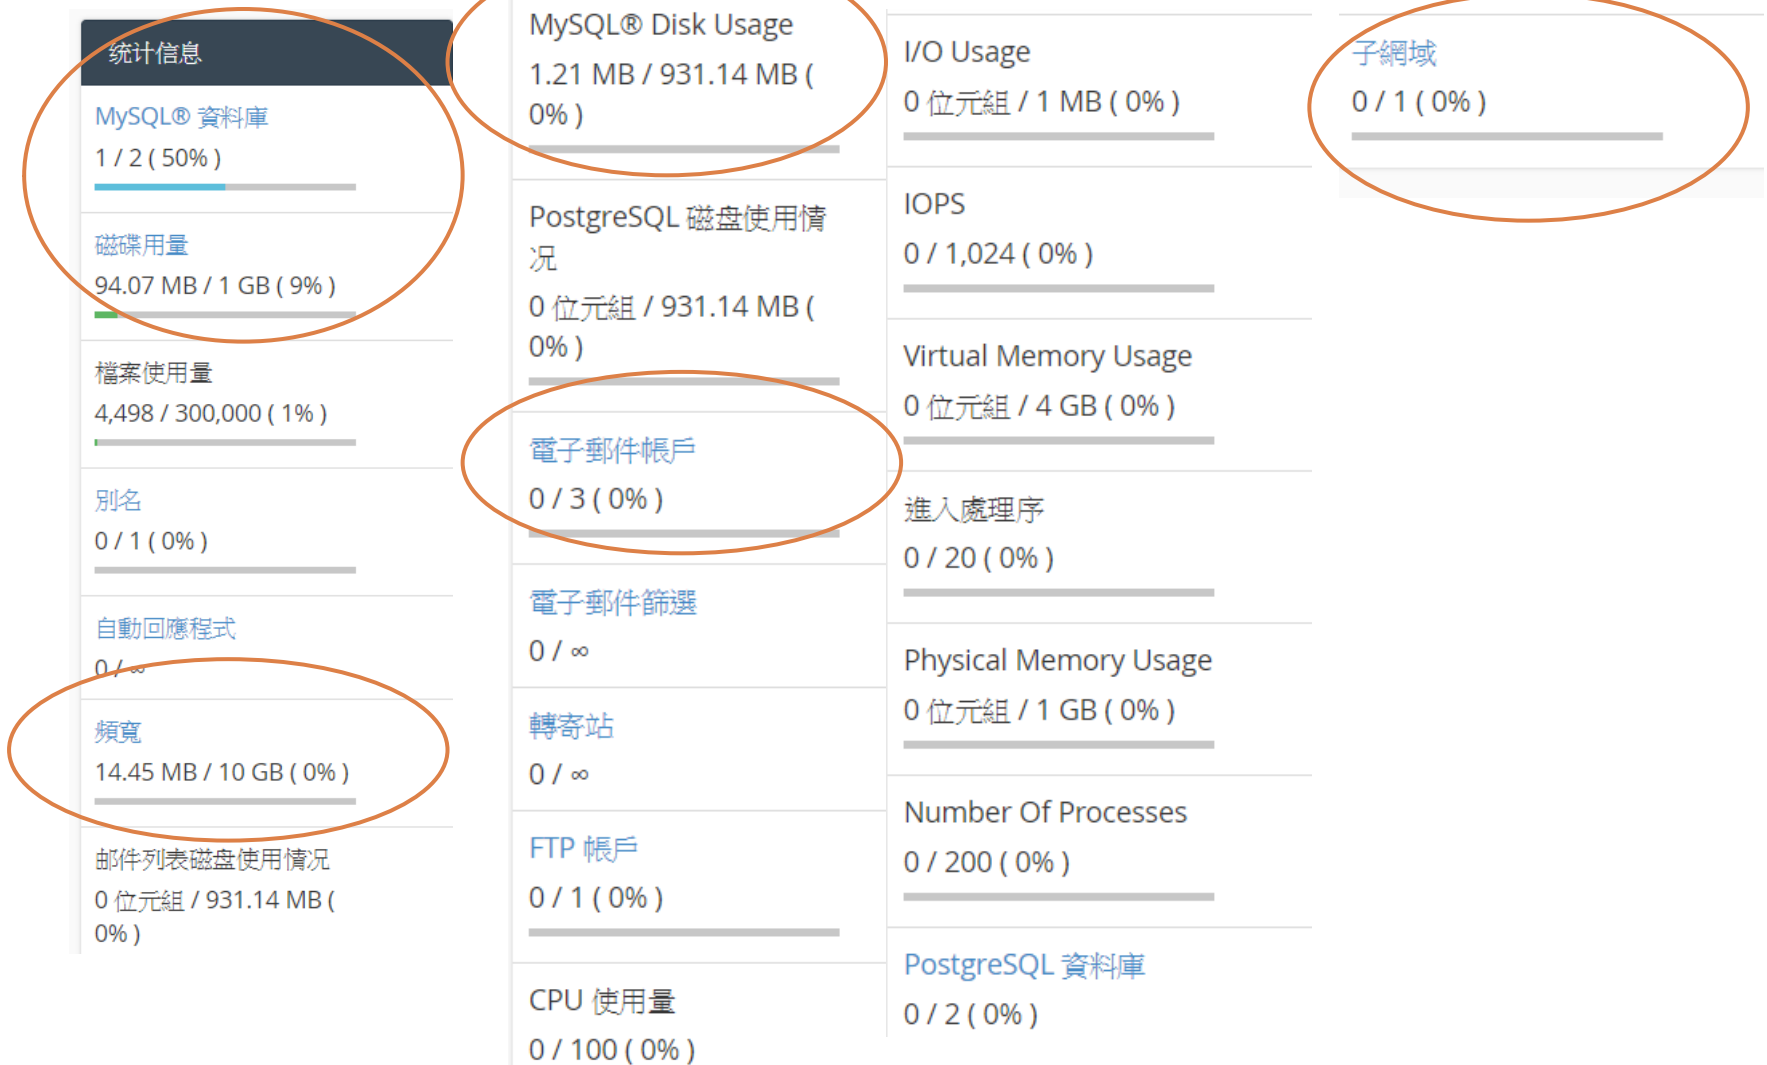 统计信息
MySQL® 資料庫
1 / 2 ( 50% )
磁碟用量
94.07 MB / 1 GB ( 9% )
檔案使用量
4,498 / 300,000 ( 1% )
別名
0 / 1 ( 0% )
自動回應程式
0 / ∞
頻寬
14.45 MB / 10 GB ( 0% )
邮件列表磁盘使用情况
0 位元組 / 931.14 MB (
0% )
MySQL® Disk Usage
1.21 MB / 931.14 MB (
0% )
PostgreSQL 磁盘使用情
况
0 位元組 / 931.14 MB (
0% )
電子郵件帳戶
0 / 3 ( 0% )
電子郵件篩選
0 / ∞
轉寄站
0 / ∞
FTP 帳戶
0 / 1 ( 0% )
CPU 使用量
0 / 100 ( 0% )
I/O Usage
0 位元組 / 1 MB ( 0% )
IOPS
0 / 1,024 ( 0% )
Virtual Memory Usage
0 位元組 / 4 GB ( 0% )
進入處理序
0 / 20 ( 0% )
Physical Memory Usage
0 位元組 / 1 GB ( 0% )
Number Of Processes
0 / 200 ( 0% )
PostgreSQL 資料庫
0 / 2 ( 0% )
子網域
0 / 1 ( 0% )